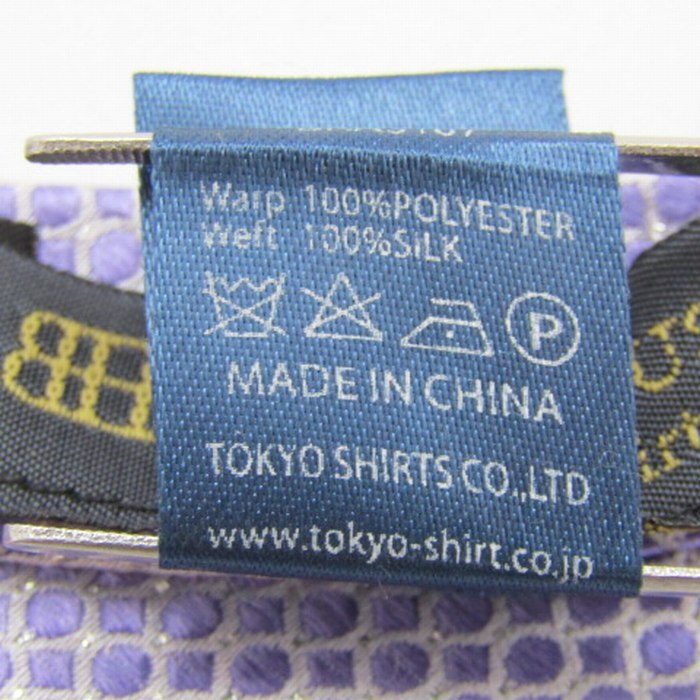 Warp 100%POLYESTER
Weft 100%SiLK
P
MADE IN CHINA
TOKYO SHIRTS CO.,LTD
www.tokyo-shirt.co.jp